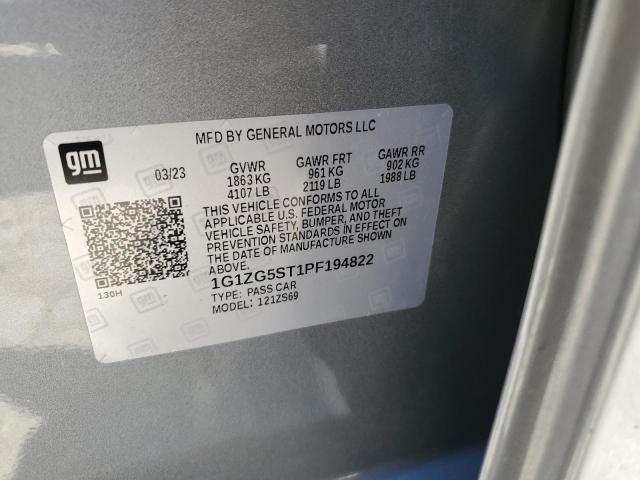 MFD BY GENERAL MOTORS LLC
gm
03/23 GVWR GAWR FRT GAWR RR
1863 KG 961 KG 902 KG
4107 LB 2119 LB 1988 LB
THIS VEHICLE CONFORMS TO ALL
APPLICABLE U.S. FEDERAL MOTOR
VEHICLE SAFETY, BUMPER, AND THEFT
PREVENTION STANDARDS IN EFFECT ON
THE DATE OF MANUFACTURE SHOWN
ABOVE.
1G1ZG5ST1PF194822
130H
TYPE: PASS CAR
MODEL: 121ZS69